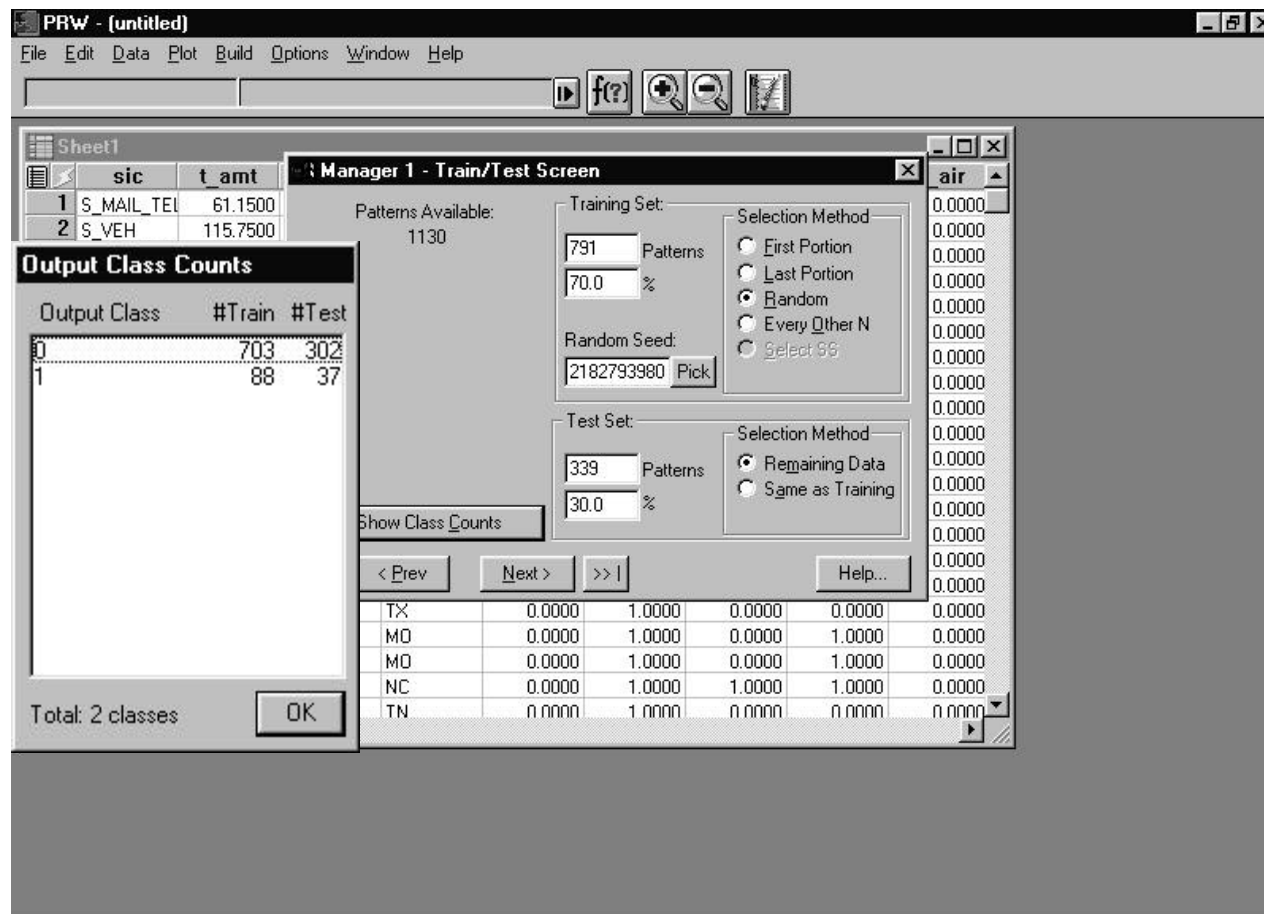 PRW - (untitled)
File Edit Data Plot Build Options Window Help
f(?)
Sheet1
sic t_amt _air
1 S_MAIL_TEL 61.1500 0.0000
2 S_VEH 115.7500 0.0000
Manager 1 - Train/Test Screen
Patterns Available:
1130
Training Set:
791 Patterns
70.0 %
Random Seed:
2182793980 Pick
Selection Method
First Portion
Last Portion
Random
Every Other N
Select SS
Test Set:
339 Patterns
30.0 %
Selection Method
Remaining Data
Same as Training
Show Class Counts
< Prev Next > >> | Help...
0.0000
0.0000
0.0000
0.0000
0.0000
0.0000
0.0000
0.0000
0.0000
0.0000
0.0000
0.0000
0.0000
0.0000
TX 0.0000 1.0000 0.0000 0.0000 0.0000
MO 0.0000 1.0000 0.0000 1.0000 0.0000
MO 0.0000 1.0000 0.0000 1.0000 0.0000
NC 0.0000 1.0000 1.0000 1.0000 0.0000
TN 0.0000 1.0000 0.0000 0.0000 0.0000
Output Class Counts
Output Class #Train #Test
0 703 302
1 88 37
Total: 2 classes OK